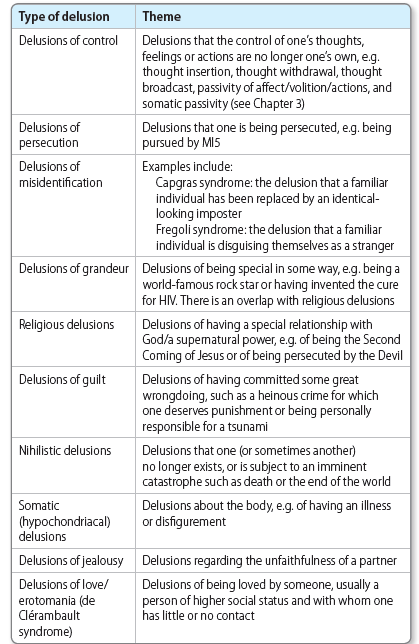 Type of delusion Theme
Delusions of control Delusions that the control of one's thoughts,
feelings or actions are no longer one's own, e.g.
thought insertion, thought withdrawal, thought
broadcast, passivity of affect/volition/actions, and
somatic passivity (see Chapter 3)
Delusions of Delusions that one is being persecuted, e.g. being
persecution pursued by MI5
Delusions of Examples include:
misidentification Capgras syndrome: the delusion that a familiar
individual has been replaced by an identical-
looking imposter
Fregoli syndrome: the delusion that a familiar
individual is disguising themselves as a stranger
Delusions of grandeur Delusions of being special in some way, e.g. being a
world-famous rock star or having invented the cure
for HIV. There is an overlap with religious delusions
Religious delusions Delusions of having a special relationship with
God/a supernatural power, e.g. of being the Second
Coming of Jesus or of being persecuted by the Devil
Delusions of guilt Delusions of having committed some great
wrongdoing, such as a heinous crime for which
one deserves punishment or being personally
responsible for a tsunami
Nihilistic delusions Delusions that one (or sometimes another)
no longer exists, or is subject to an imminent
catastrophe such as death or the end of the world
Somatic Delusions about the body, e.g. of having an illness
(hypochondriacal) or disfigurement
delusions
Delusions of jealousy Delusions regarding the unfaithfulness of a partner
Delusions of love/ Delusions of being loved by someone, usually a
erotomania (de person of higher social status and with whom one
Clérambault has little or no contact
syndrome)